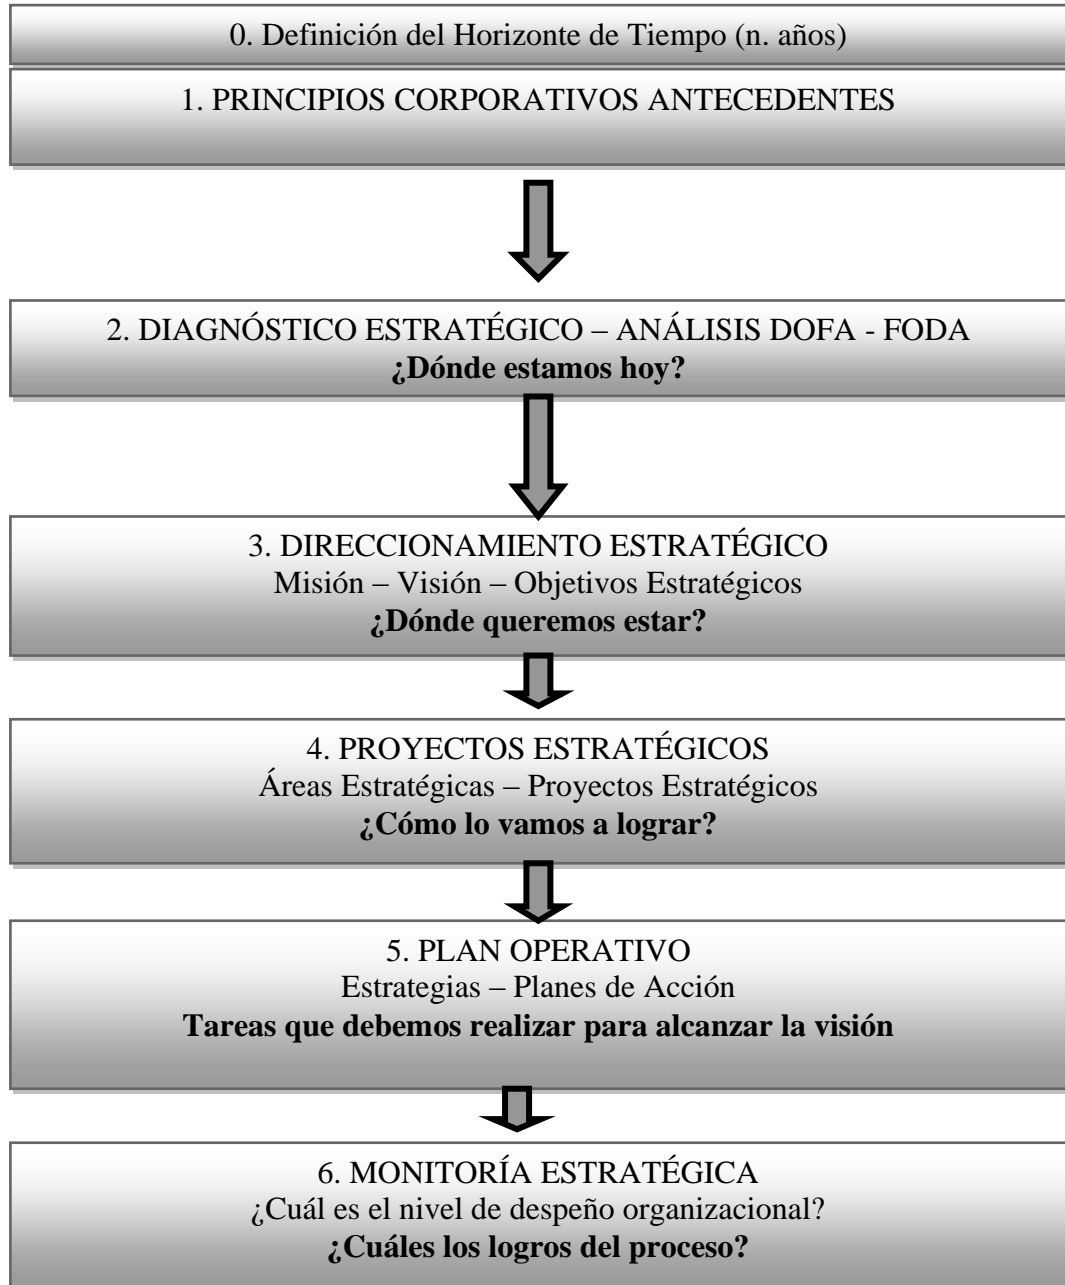 0. Definición del Horizonte de Tiempo (n. años)
1. PRINCIPIOS CORPORATIVOS ANTECEDENTES
2. DIAGNÓSTICO ESTRATÉGICO – ANÁLISIS DOFA - FODA
¿Dónde estamos hoy?
3. DIRECCIONAMIENTO ESTRATÉGICO
Misión – Visión – Objetivos Estratégicos
¿Dónde queremos estar?
4. PROYECTOS ESTRATÉGICOS
Áreas Estratégicas – Proyectos Estratégicos
¿Cómo lo vamos a lograr?
5. PLAN OPERATIVO
Estrategias – Planes de Acción
Tareas que debemos realizar para alcanzar la visión
6. MONITORÍA ESTRATÉGICA
¿Cuál es el nivel de despeño organizacional?
¿Cuáles los logros del proceso?